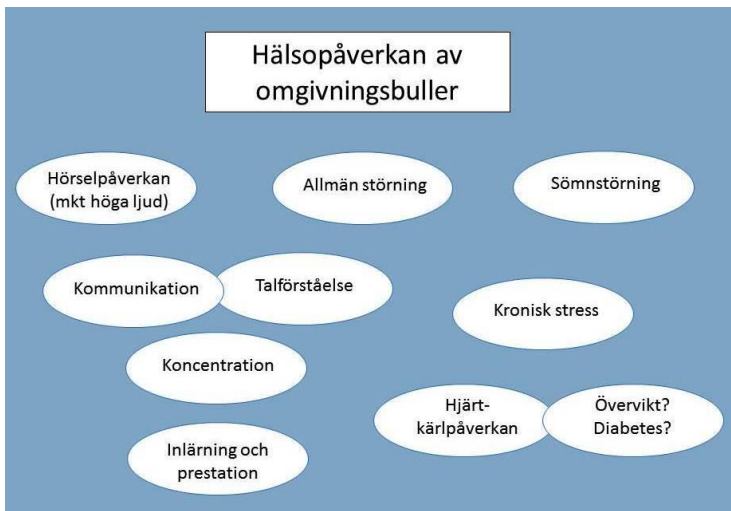 Hälsopåverkan av
omgivningsbuller
Hörselpåverkan
(mkt höga ljud)
Allmän störning
Sömnstörning
Kommunikation
Talförståelse
Kronisk stress
Koncentration
Hjärt-
kärlpåverkan
Övervikt?
Diabetes?
Inlärning och
prestation